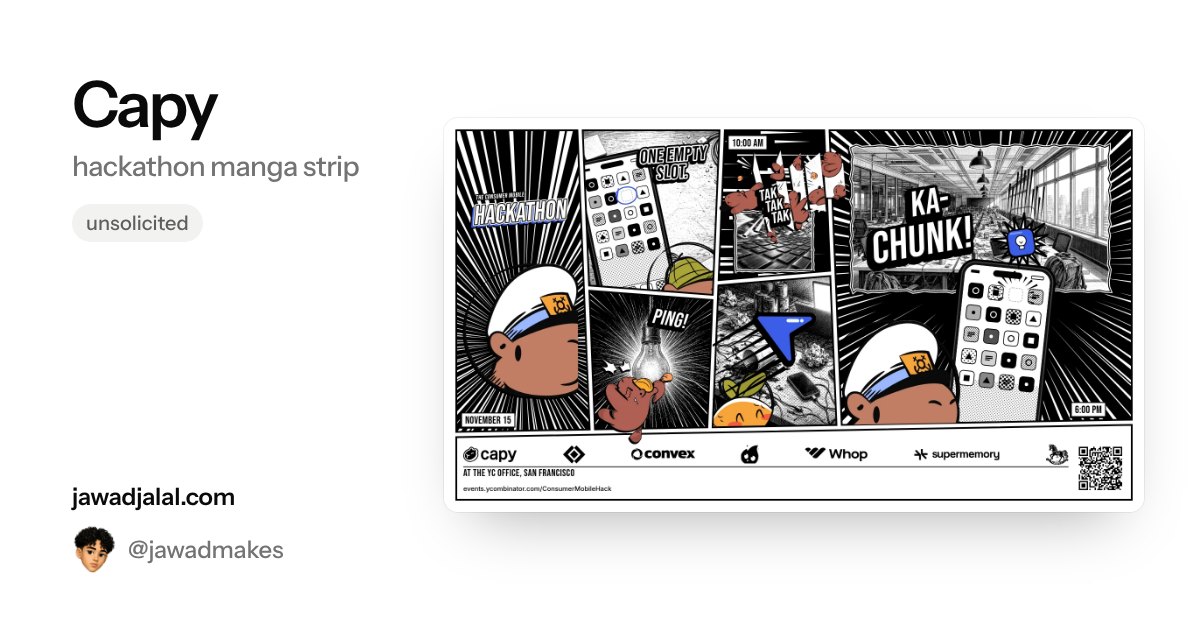 Capy
hackathon manga strip
unsolicited
jawadjalal.com
@jawadmakes
THE CONSUMER MOBILE
HACKATHON
NOVEMBER 15
ONE EMPTY
SLOT.
PING!
10:00 AM
TAK
TAK
TAK
KA-
CHUNK!
6:00 PM
capy
convex
Whop
supermemory
AT THE YC OFFICE, SAN FRANCISCO
events.ycombinator.com/ConsumerMobileHack